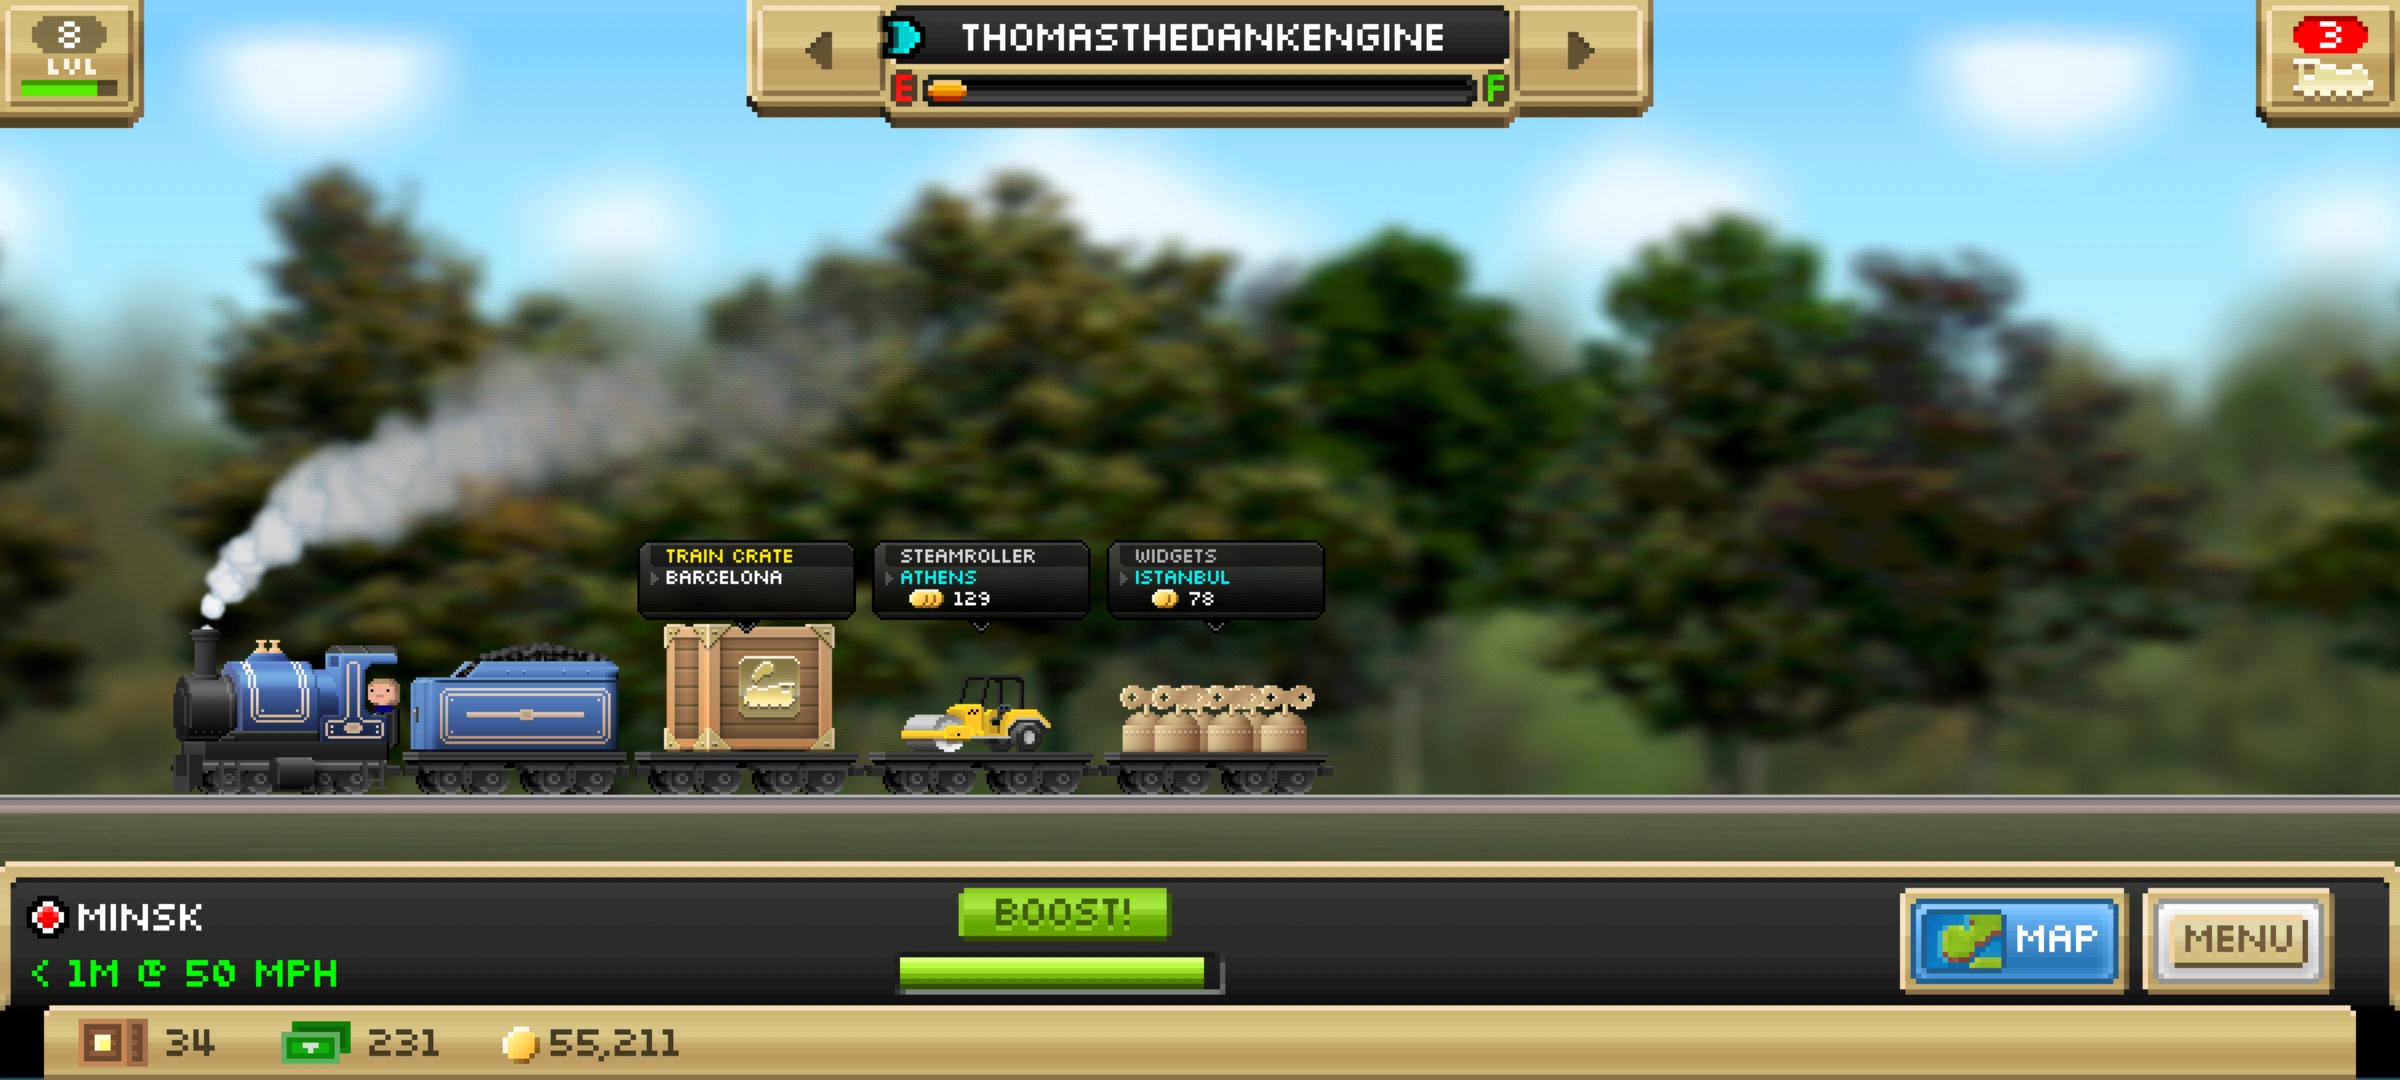 8
LVL
THOMASTHEDANKENGINE
E F
3
TRAIN CRATE
BARCELONA
STEAMROLLER
ATHENS
129
WIDGETS
ISTANBUL
78
MINSK
< 1M @ 50 MPH
BOOST!
MAP
MENU
34
231
55,211